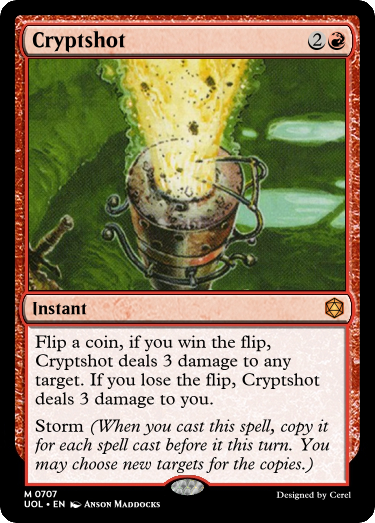 Cryptshot 2
Instant
Flip a coin, if you win the flip,
Cryptshot deals 3 damage to any
target. If you lose the flip, Cryptshot
deals 3 damage to you.
Storm (When you cast this spell, copy it
for each spell cast before it this turn. You
may choose new targets for the copies.)
M 0707
UOL • EN Anson Maddocks
Designed by Cerel